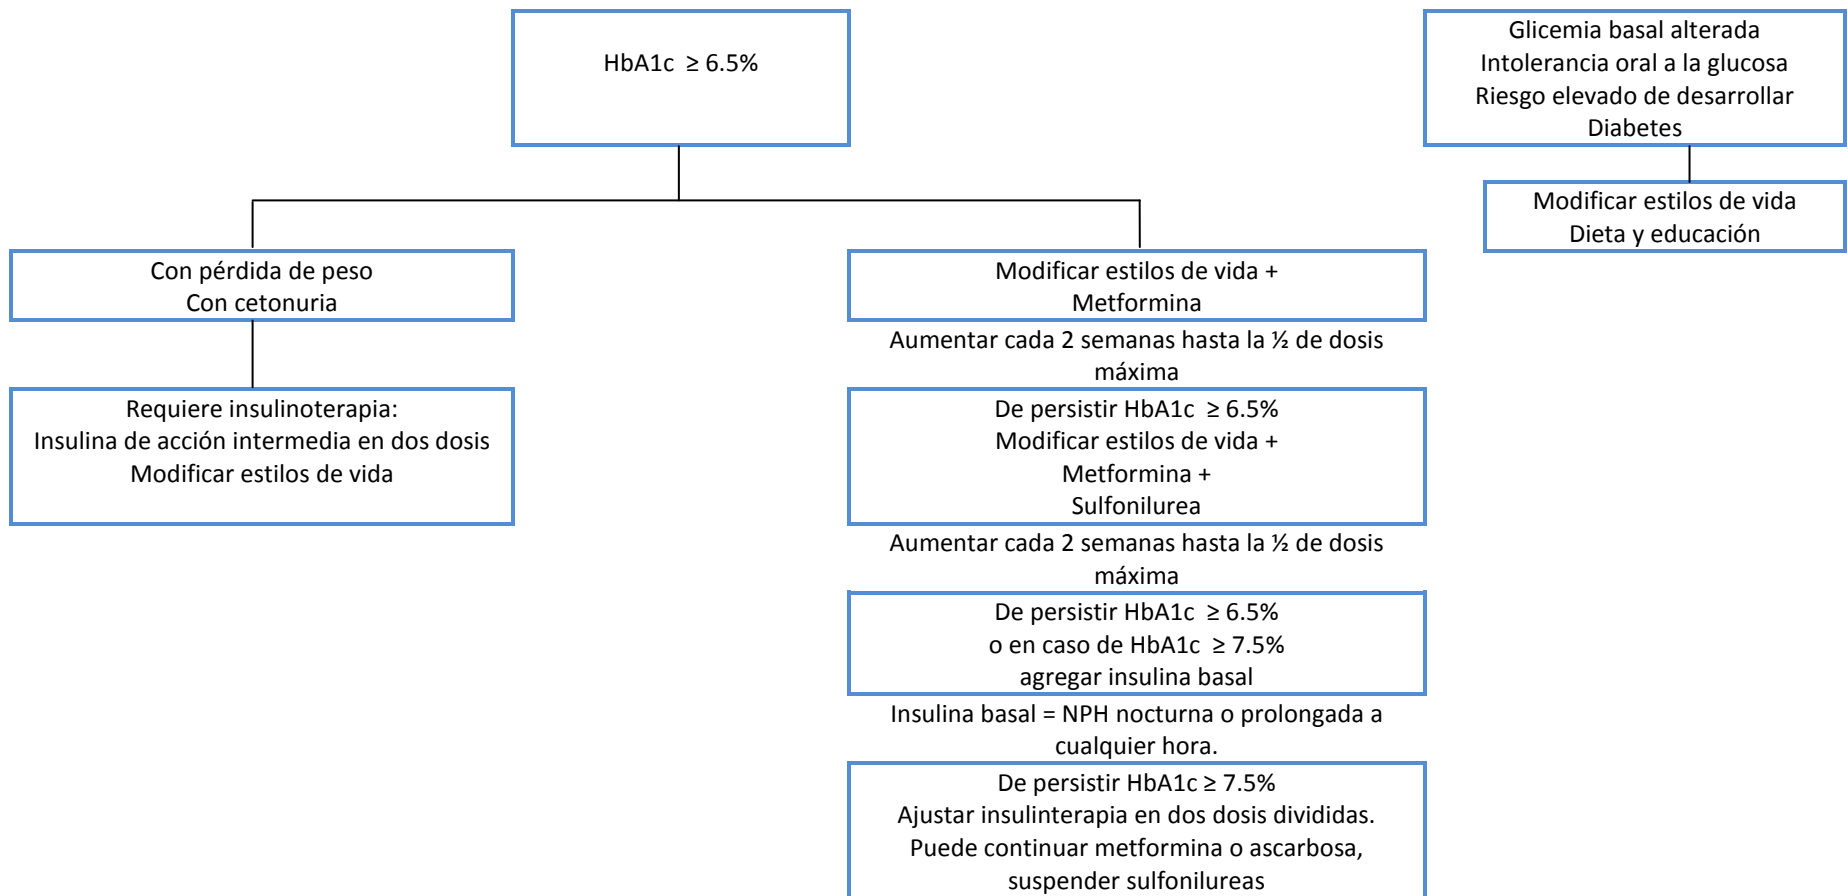 HbA1c ≥ 6.5%
Glicemia basal alterada
Intolerancia oral a la glucosa
Riesgo elevado de desarrollar
Diabetes
Modificar estilos de vida
Dieta y educación
Con pérdida de peso
Con cetonuria
Requiere insulinoterapia:
Insulina de acción intermedia en dos dosis
Modificar estilos de vida
Modificar estilos de vida +
Metformina
Aumentar cada 2 semanas hasta la ½ de dosis
máxima
De persistir HbA1c ≥ 6.5%
Modificar estilos de vida +
Metformina +
Sulfonilurea
Aumentar cada 2 semanas hasta la ½ de dosis
máxima
De persistir HbA1c ≥ 6.5%
o en caso de HbA1c ≥ 7.5%
agregar insulina basal
Insulina basal = NPH nocturna o prolongada a
cualquier hora.
De persistir HbA1c ≥ 7.5%
Ajustar insulinterapia en dos dosis divididas.
Puede continuar metformina o ascarbosa,
suspender sulfonilureas